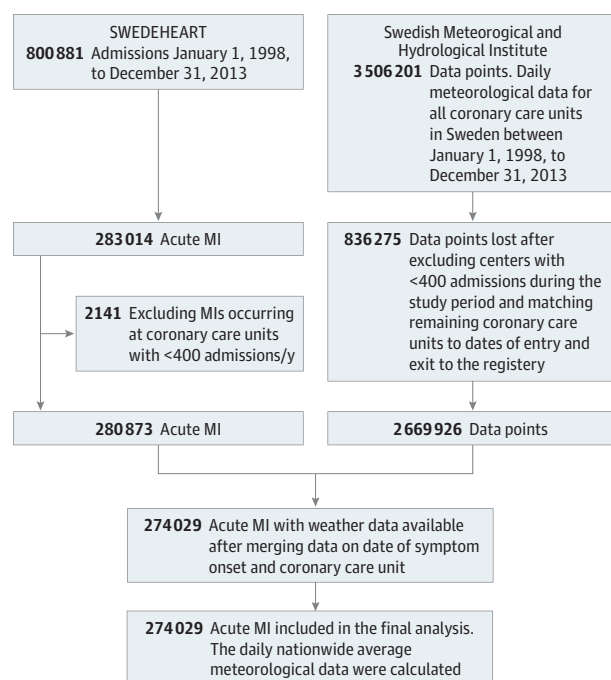 SWEDEHEART
800881 Admissions January 1, 1998,
to December 31, 2013
Swedish Meteorogical and
Hydrological Institute
3506201 Data points. Daily
meteorological data for
all coronary care units
in Sweden between
January 1, 1998, to
December 31, 2013
283014 Acute MI
836275 Data points lost after
excluding centers with
<400 admissions during the
study period and matching
remaining coronary care
units to dates of entry and
exit to the registery
2141 Excluding MIs occurring
at coronary care units
with <400 admissions/y
280873 Acute MI
2669926 Data points
274029 Acute MI with weather data available
after merging data on date of symptom
onset and coronary care unit
274029 Acute MI included in the final analysis.
The daily nationwide average
meteorological data were calculated